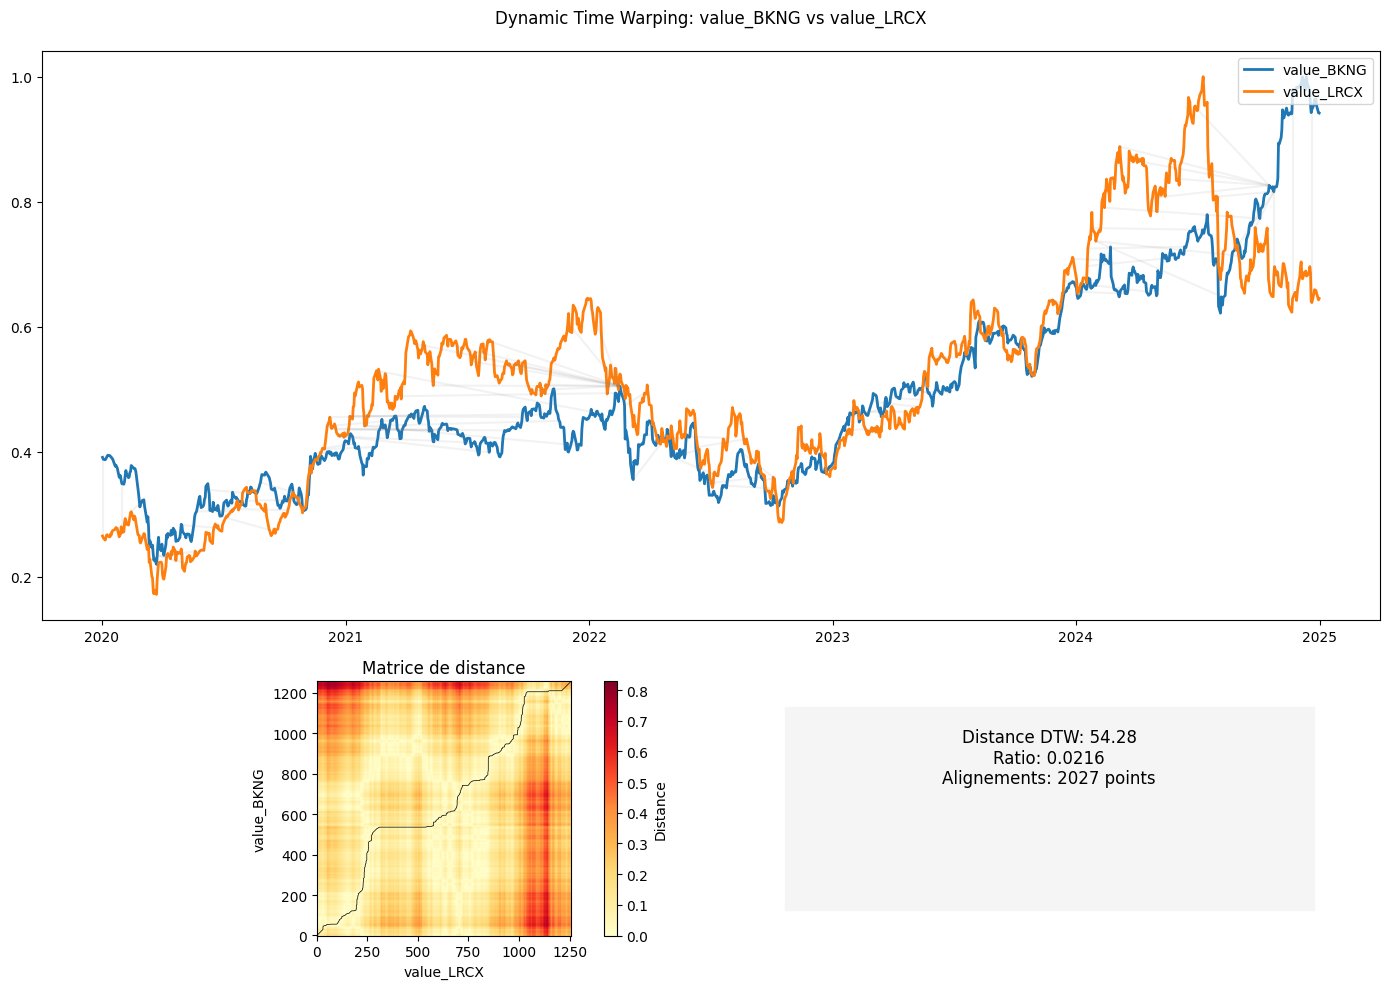 Dynamic Time Warping: value_BKNG vs value_LRCX
value_BKNG
value_LRCX
1.0
0.8
0.6
0.4
0.2
2020 2021 2022 2023 2024 2025
Matrice de distance
value_BKNG
1200
1000
800
600
400
200
0
0 250 500 750 1000 1250
value_LRCX
0.8
0.7
0.6
0.5
0.4
0.3
0.2
0.1
0.0
Distance
Distance DTW: 54.28
Ratio: 0.0216
Alignements: 2027 points